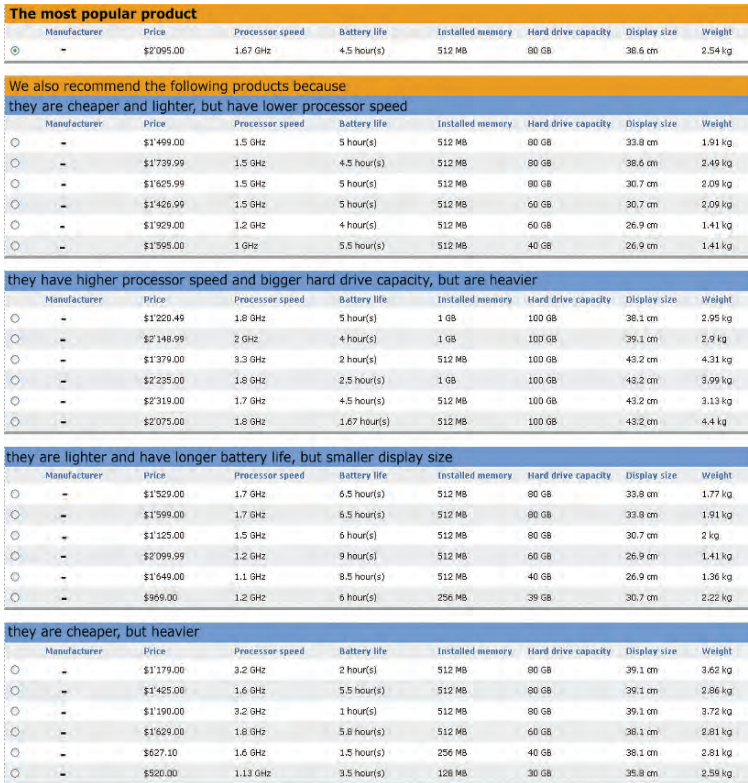 The most popular product
Manufacturer Price Processor speed Battery life Installed memory Hard drive capacity Display size Weight
- $2'095.00 1.67 GHz 4.5 hour(s) 512 MB 80 GB 38.6 cm 2.54 kg
We also recommend the following products because
they are cheaper and lighter, but have lower processor speed
Manufacturer Price Processor speed Battery life Installed memory Hard drive capacity Display size Weight
- $1'499.00 1.5 GHz 5 hour(s) 512 MB 80 GB 33.8 cm 1.91 kg
- $1'739.99 1.5 GHz 4.5 hour(s) 512 MB 80 GB 38.6 cm 2.49 kg
- $1'625.99 1.5 GHz 5 hour(s) 512 MB 80 GB 30.7 cm 2.09 kg
- $1'426.99 1.5 GHz 5 hour(s) 512 MB 60 GB 30.7 cm 2.09 kg
- $1'929.00 1.2 GHz 4 hour(s) 512 MB 60 GB 26.9 cm 1.41 kg
- $1'595.00 1 GHz 5.5 hour(s) 512 MB 40 GB 26.9 cm 1.41 kg
they have higher processor speed and bigger hard drive capacity, but are heavier
Manufacturer Price Processor speed Battery life Installed memory Hard drive capacity Display size Weight
- $1'220.49 1.8 GHz 5 hour(s) 1 GB 100 GB 38.1 cm 2.95 kg
- $2'148.99 2 GHz 4 hour(s) 1 GB 100 GB 39.1 cm 2.9 kg
- $1'379.00 3.3 GHz 2 hour(s) 512 MB 100 GB 43.2 cm 4.31 kg
- $2'235.00 1.8 GHz 2.5 hour(s) 1 GB 100 GB 43.2 cm 3.99 kg
- $2'319.00 1.7 GHz 4.5 hour(s) 512 MB 100 GB 43.2 cm 3.13 kg
- $2'075.00 1.8 GHz 1.67 hour(s) 512 MB 100 GB 43.2 cm 4.4 kg
they are lighter and have longer battery life, but smaller display size
Manufacturer Price Processor speed Battery life Installed memory Hard drive capacity Display size Weight
- $1'529.00 1.7 GHz 6.5 hour(s) 512 MB 80 GB 33.8 cm 1.77 kg
- $1'599.00 1.7 GHz 6.5 hour(s) 512 MB 80 GB 33.8 cm 1.91 kg
- $1'125.00 1.5 GHz 6 hour(s) 512 MB 80 GB 30.7 cm 2 kg
- $2'099.99 1.2 GHz 9 hour(s) 512 MB 60 GB 26.9 cm 1.41 kg
- $1'649.00 1.1 GHz 8.5 hour(s) 512 MB 40 GB 26.9 cm 1.36 kg
- $969.00 1.2 GHz 6 hour(s) 256 MB 39 GB 30.7 cm 2.22 kg
they are cheaper, but heavier
Manufacturer Price Processor speed Battery life Installed memory Hard drive capacity Display size Weight
- $1'179.00 3.2 GHz 2 hour(s) 512 MB 80 GB 39.1 cm 3.62 kg
- $1'425.00 1.6 GHz 5.5 hour(s) 512 MB 80 GB 39.1 cm 2.86 kg
- $1'190.00 3.2 GHz 1 hour(s) 512 MB 80 GB 39.1 cm 3.72 kg
- $1'629.00 1.8 GHz 5.8 hour(s) 512 MB 60 GB 38.1 cm 2.81 kg
- $627.10 1.6 GHz 1.5 hour(s) 256 MB 40 GB 38.1 cm 2.81 kg
- $520.00 1.13 GHz 3.5 hour(s) 128 MB 30 GB 35.8 cm 2.59 kg